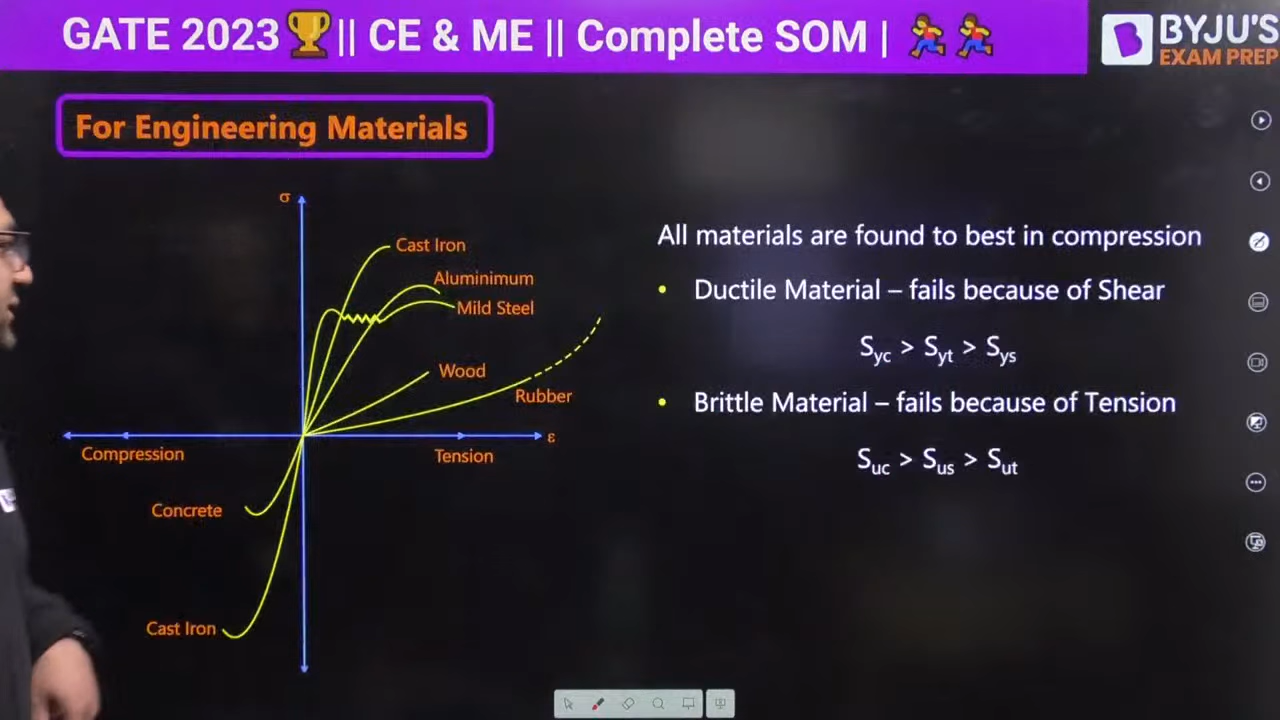 GATE 2023🏆|| CE & ME || Complete SOM | 🏃🏃
BYJU'S
EXAM PREP
For Engineering Materials
σ
Cast Iron
Aluminimum
Mild Steel
Wood
Rubber
ε
Compression
Tension
Concrete
Cast Iron
All materials are found to best in compression
• Ductile Material – fails because of Shear
Syc > Syt > Sys
• Brittle Material – fails because of Tension
Suc > Sus > Sut